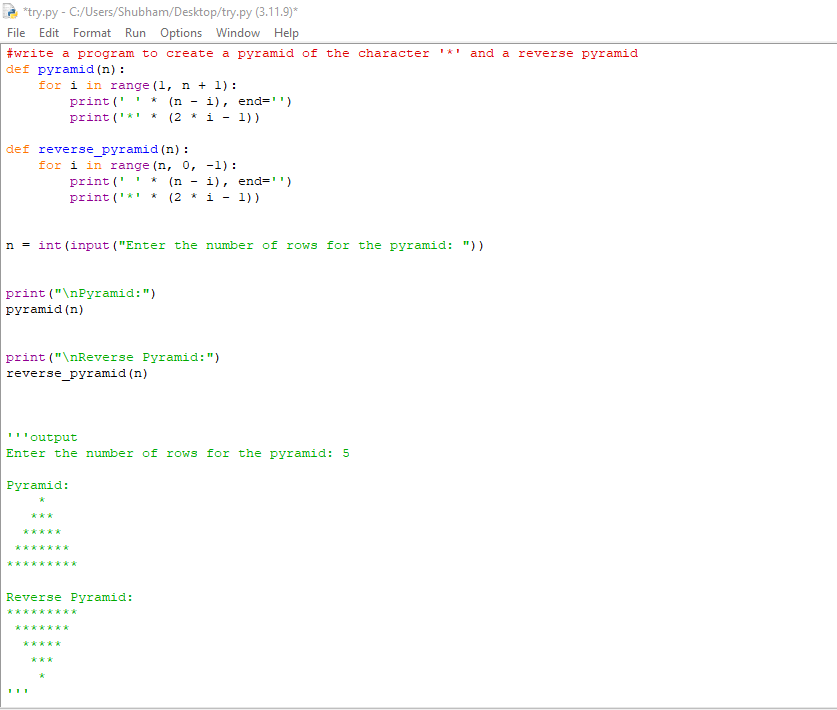 *try.py - C:/Users/Shubham/Desktop/try.py (3.11.9)*
File Edit Format Run Options Window Help
#write a program to create a pyramid of the character '*' and a reverse pyramid
def pyramid(n):
    for i in range(1, n + 1):
        print(' ' * (n - i), end='')
        print('*' * (2 * i - 1))

def reverse_pyramid(n):
    for i in range(n, 0, -1):
        print(' ' * (n - i), end='')
        print('*' * (2 * i - 1))


n = int(input("Enter the number of rows for the pyramid: "))


print("\nPyramid:")
pyramid(n)


print("\nReverse Pyramid:")
reverse_pyramid(n)



'''output
Enter the number of rows for the pyramid: 5

Pyramid:
    *
   ***
  *****
 *******
*********

Reverse Pyramid:
*********
 *******
  *****
   ***
    *
'''